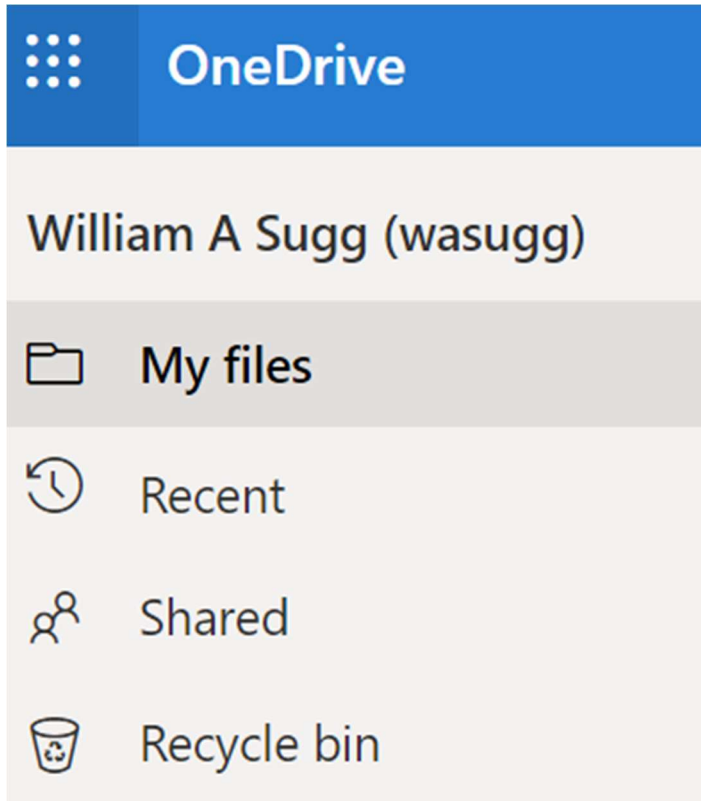 OneDrive
William A Sugg (wasugg)
My files
Recent
Shared
Recycle bin